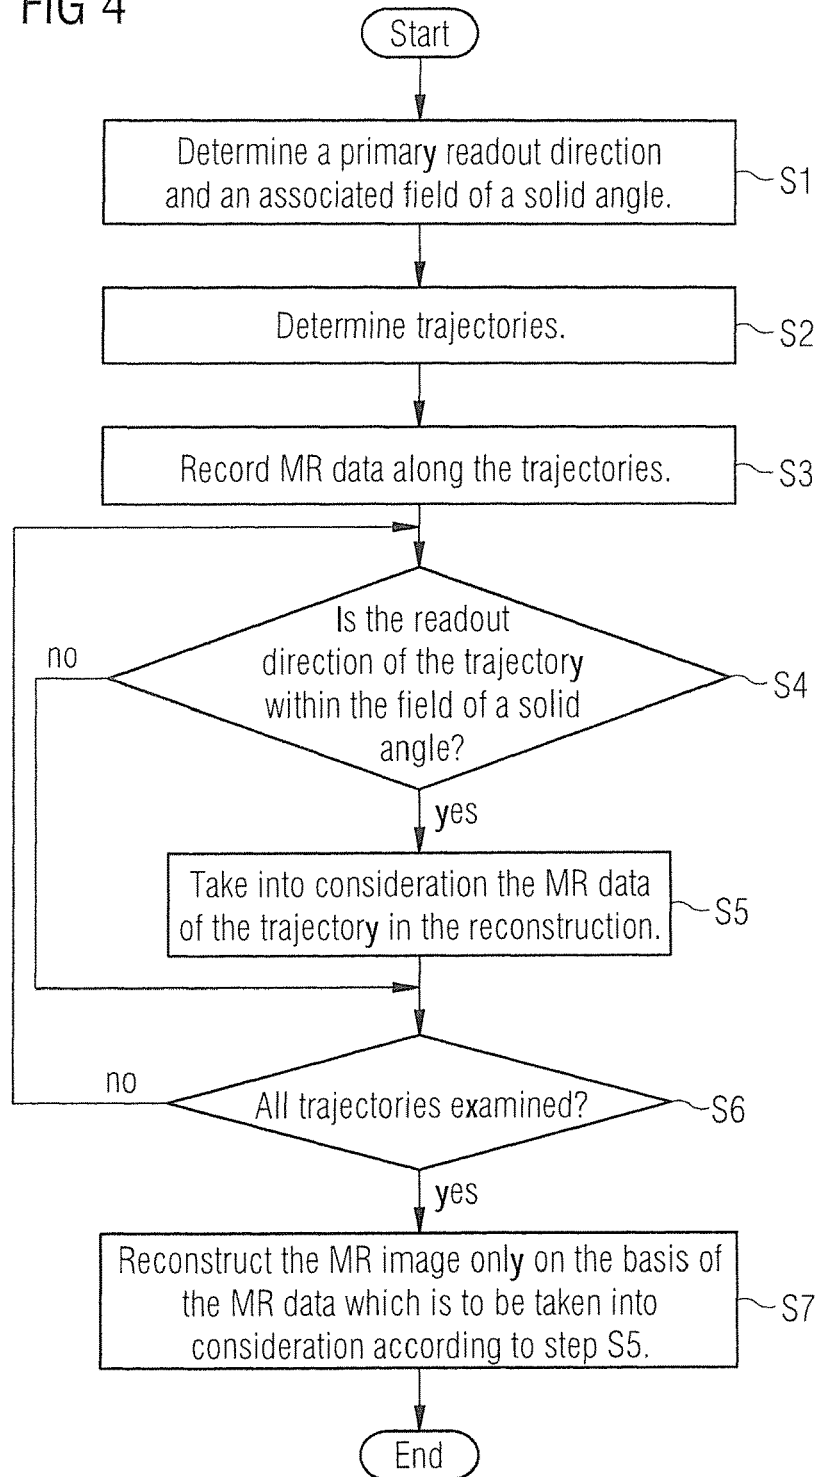 FIG 4
Start
Determine a primary readout direction
and an associated field of a solid angle.
S1
Determine trajectories.
S2
Record MR data along the trajectories.
S3
Is the readout
direction of the trajectory
within the field of a solid
angle?
no
S4
yes
Take into consideration the MR data
of the trajectory in the reconstruction.
S5
no
All trajectories examined?
S6
yes
Reconstruct the MR image only on the basis of
the MR data which is to be taken into
consideration according to step S5.
S7
End